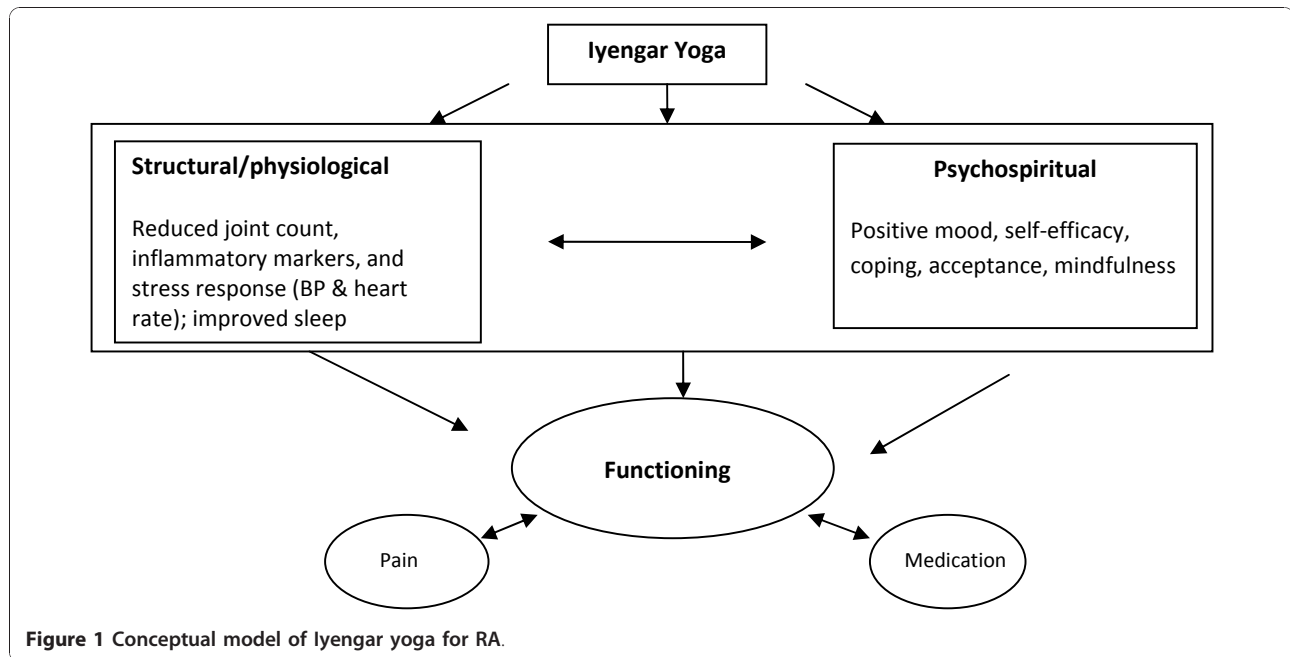 Iyengar Yoga
Structural/physiological
Reduced joint count,
inflammatory markers, and
stress response (BP & heart
rate); improved sleep
Psychospiritual
Positive mood, self-efficacy,
coping, acceptance, mindfulness
Functioning
Pain
Medication
Figure 1 Conceptual model of Iyengar yoga for RA.